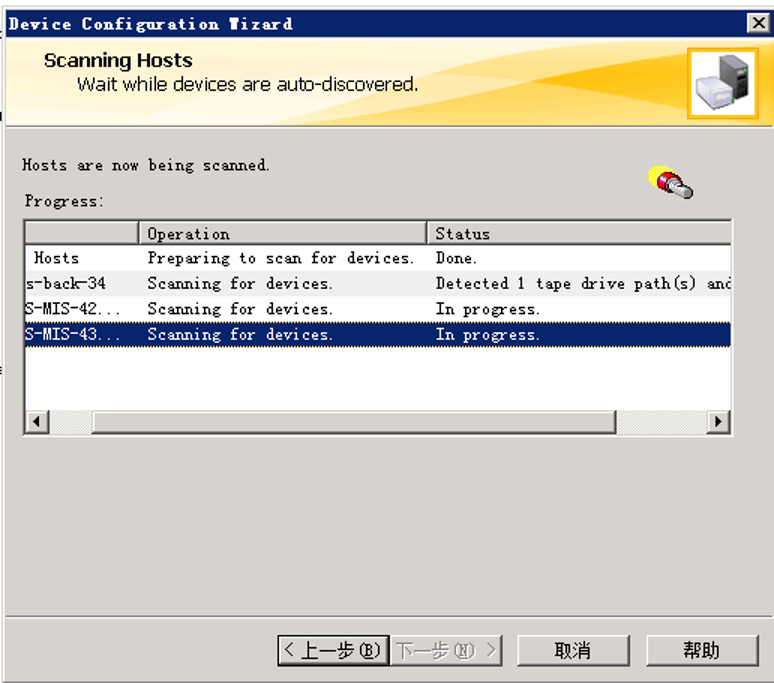 Device Configuration Wizard
Scanning Hosts
Wait while devices are auto-discovered.
Hosts are now being scanned.
Progress:
Operation Status
Hosts Preparing to scan for devices. Done.
s-back-34 Scanning for devices. Detected 1 tape drive path(s) and
S-MIS-42... Scanning for devices. In progress.
S-MIS-43... Scanning for devices. In progress.
<上一步(B) 下一步(N)> 取消 帮助